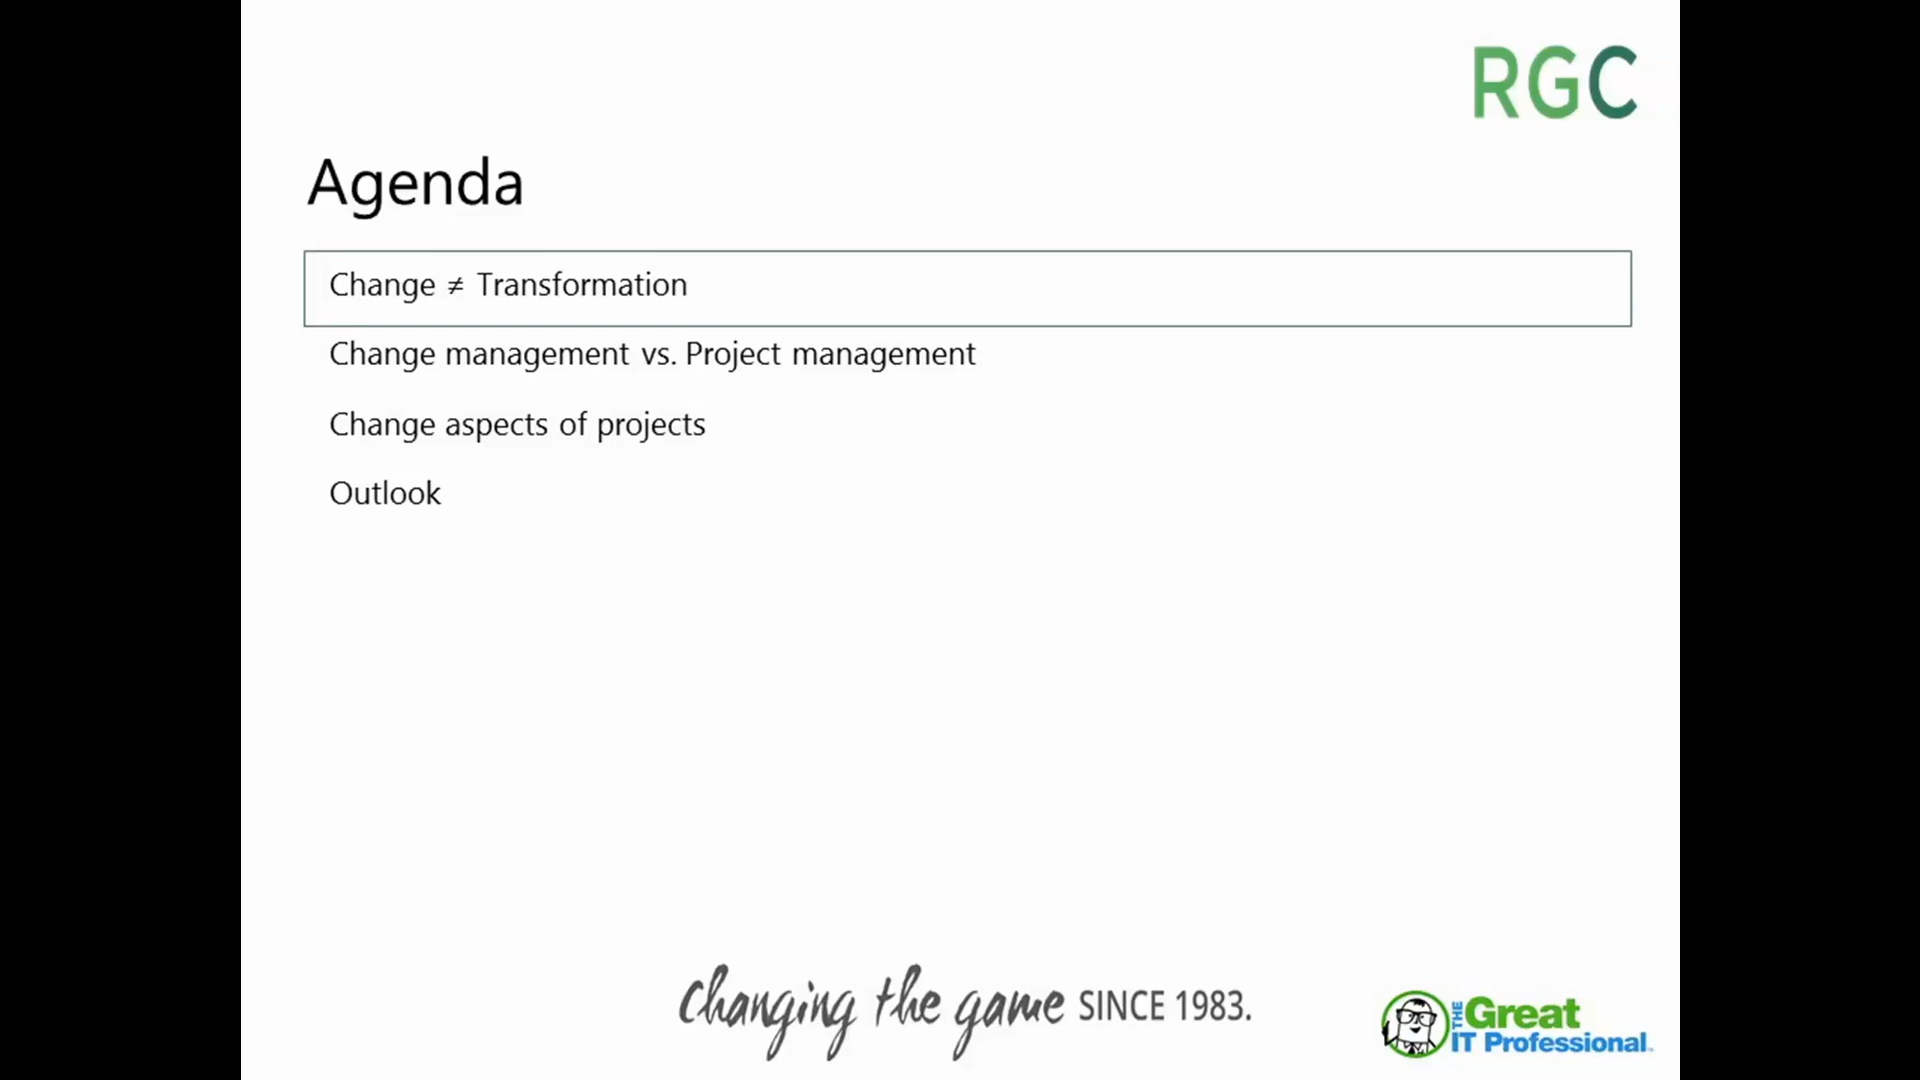 RGC
Agenda
Change ≠ Transformation
Change management vs. Project management
Change aspects of projects
Outlook
Changing the game SINCE 1983.
THE Great
IT Professional